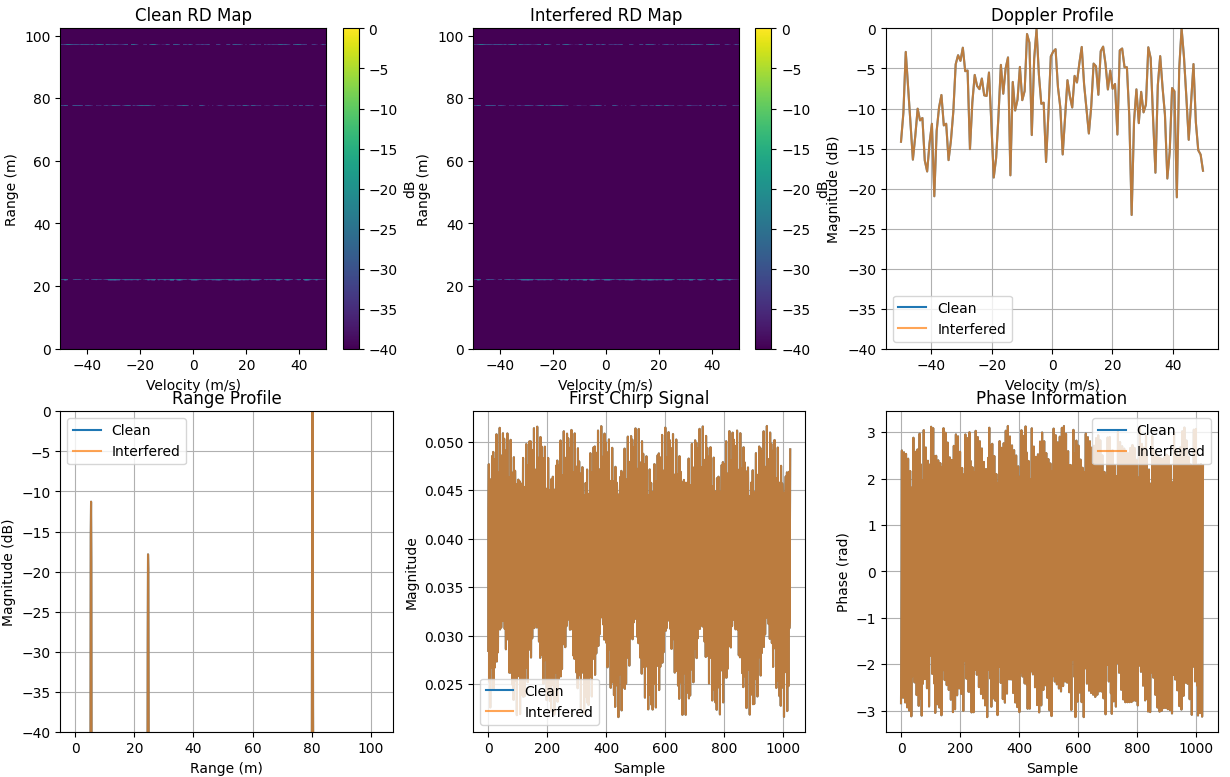 Clean RD Map
Range (m)
100
80
60
40
20
0
−40 −20 0 20 40
Velocity (m/s)
0
−5
−10
−15
−20
−25
−30
−35
−40
dB
Interfered RD Map
Range (m)
100
80
60
40
20
0
−40 −20 0 20 40
Velocity (m/s)
0
−5
−10
−15
−20
−25
−30
−35
−40
dB
Doppler Profile
Magnitude (dB)
0
−5
−10
−15
−20
−25
−30
−35
−40
Clean
Interfered
−40 −20 0 20 40
Velocity (m/s)
Range Profile
Magnitude (dB)
0
−5
−10
−15
−20
−25
−30
−35
−40
Clean
Interfered
0 20 40 60 80 100
Range (m)
First Chirp Signal
Magnitude
0.050
0.045
0.040
0.035
0.030
0.025
Clean
Interfered
0 200 400 600 800 1000
Sample
Phase Information
Phase (rad)
3
2
1
0
−1
−2
−3
Clean
Interfered
0 200 400 600 800 1000
Sample